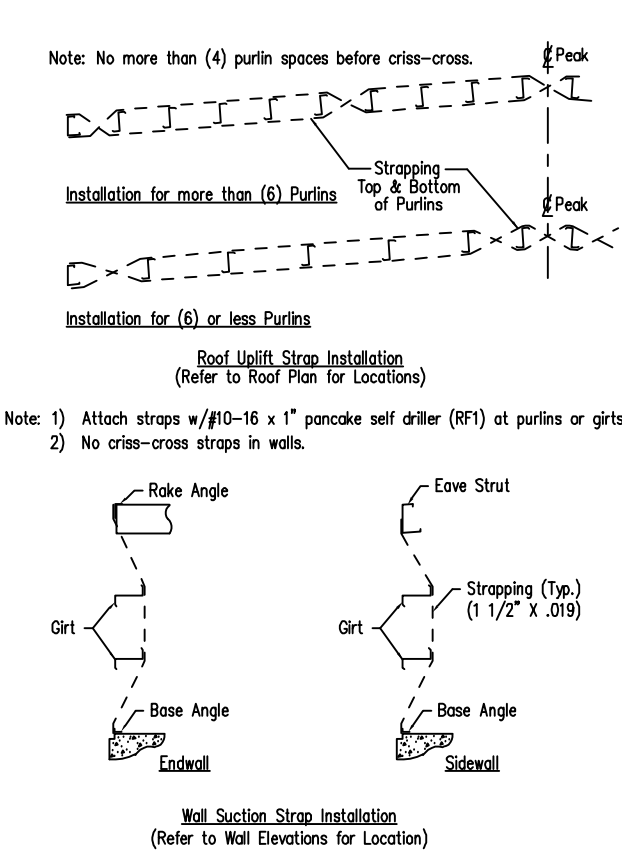 Note: No more than (4) purlin spaces before criss-cross.
℄ Peak
Strapping
Top & Bottom
of Purlins
Installation for more than (6) Purlins
℄ Peak
Installation for (6) or less Purlins
Roof Uplift Strap Installation
(Refer to Roof Plan for Locations)
Note: 1) Attach straps w/#10-16 x 1" pancake self driller (RF1) at purlins or girts
2) No criss-cross straps in walls.
Rake Angle
Eave Strut
Strapping (Typ.)
(1 1/2" X .019)
Girt
Girt
Base Angle
Base Angle
Endwall
Sidewall
Wall Suction Strap Installation
(Refer to Wall Elevations for Location)